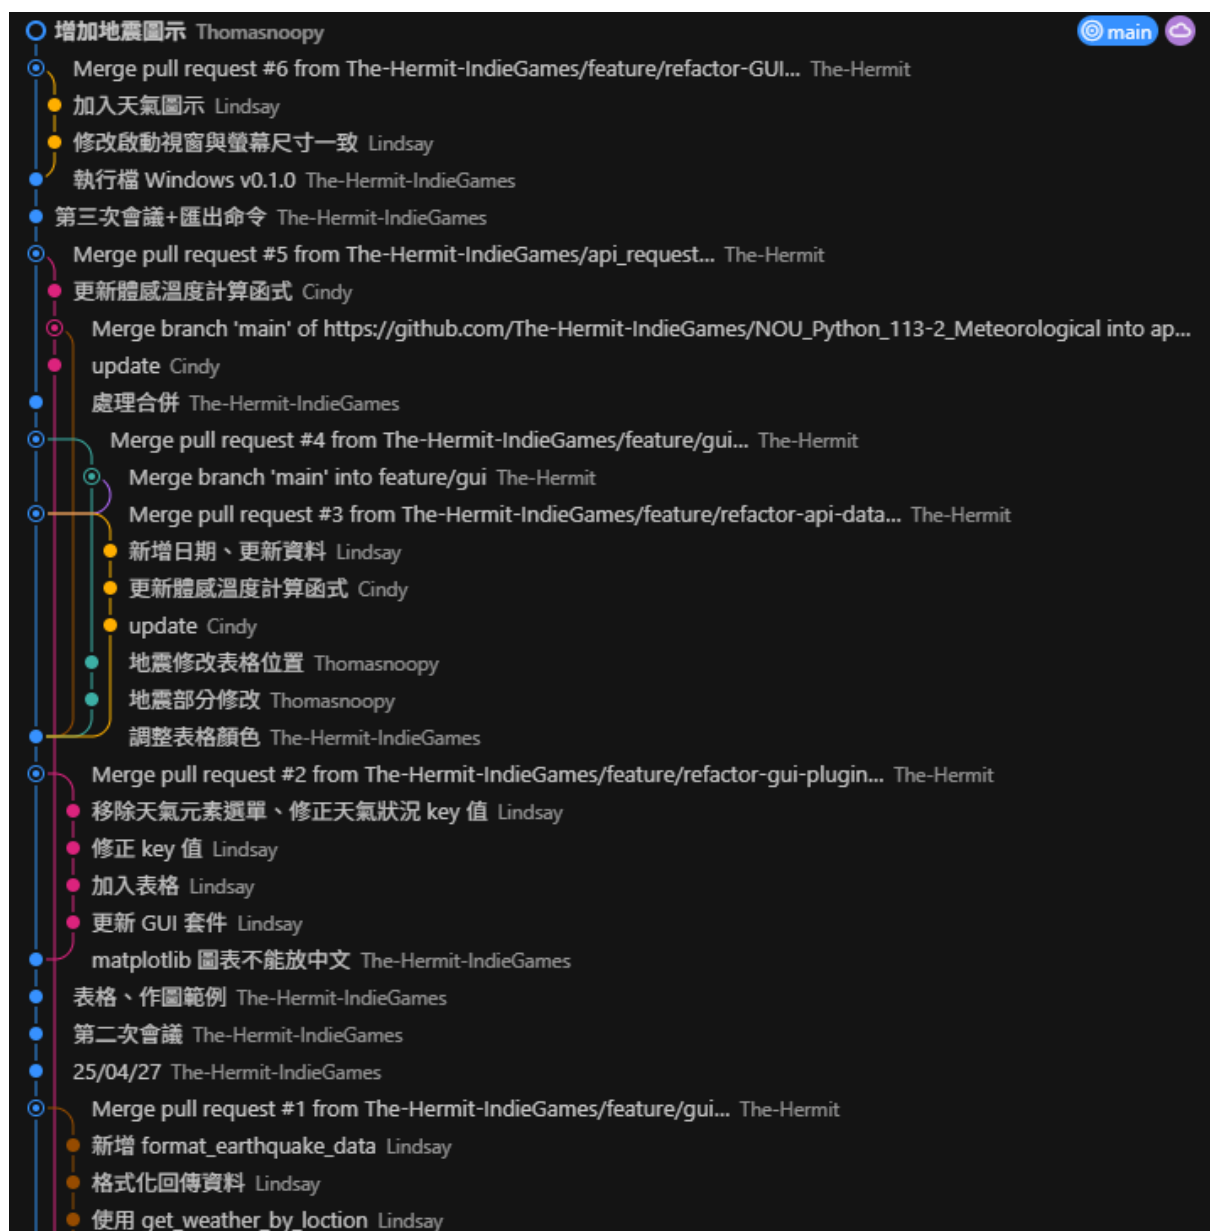 增加地震圖示 Thomasnoopy main
Merge pull request #6 from The-Hermit-IndieGames/feature/refactor-GUI... The-Hermit
加入天氣圖示 Lindsay
修改啟動視窗與螢幕尺寸一致 Lindsay
執行檔 Windows v0.1.0 The-Hermit-IndieGames
第三次會議+匯出命令 The-Hermit-IndieGames
Merge pull request #5 from The-Hermit-IndieGames/api_request... The-Hermit
更新體感溫度計算函式 Cindy
Merge branch 'main' of https://github.com/The-Hermit-IndieGames/NOU_Python_113-2_Meteorological into ap...
update Cindy
處理合併 The-Hermit-IndieGames
Merge pull request #4 from The-Hermit-IndieGames/feature/gui... The-Hermit
Merge branch 'main' into feature/gui The-Hermit
Merge pull request #3 from The-Hermit-IndieGames/feature/refactor-api-data... The-Hermit
新增日期、更新資料 Lindsay
更新體感溫度計算函式 Cindy
update Cindy
地震修改表格位置 Thomasnoopy
地震部分修改 Thomasnoopy
調整表格顏色 The-Hermit-IndieGames
Merge pull request #2 from The-Hermit-IndieGames/feature/refactor-gui-plugin... The-Hermit
移除天氣元素選單、修正天氣狀況 key 值 Lindsay
修正 key 值 Lindsay
加入表格 Lindsay
更新 GUI 套件 Lindsay
matplotlib 圖表不能放中文 The-Hermit-IndieGames
表格、作圖範例 The-Hermit-IndieGames
第二次會議 The-Hermit-IndieGames
25/04/27 The-Hermit-IndieGames
Merge pull request #1 from The-Hermit-IndieGames/feature/gui... The-Hermit
新增 format_earthquake_data Lindsay
格式化回傳資料 Lindsay
使用 get_weather_by_loction Lindsay